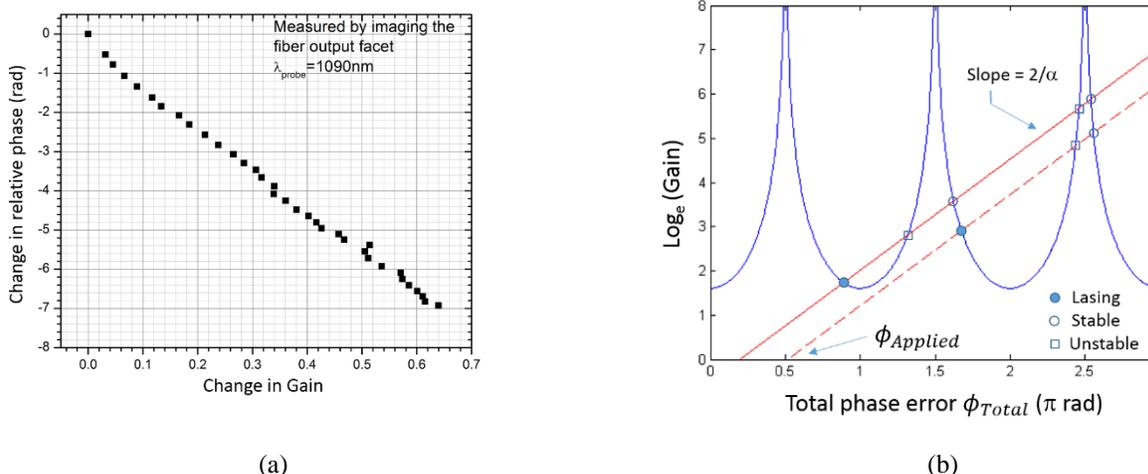 Measured by imaging the
fiber output facet
λprobe=1090nm
Change in relative phase (rad)
0
-1
-2
-3
-4
-5
-6
-7
-8
0.0 0.1 0.2 0.3 0.4 0.5 0.6 0.7
Change in Gain
(a)
Logₑ (Gain)
8
7
6
5
4
3
2
1
0
Slope = 2/α
ϕApplied
Lasing
Stable
Unstable
0 0.5 1 1.5 2 2.5
Total phase error ϕTotal (π rad)
(b)